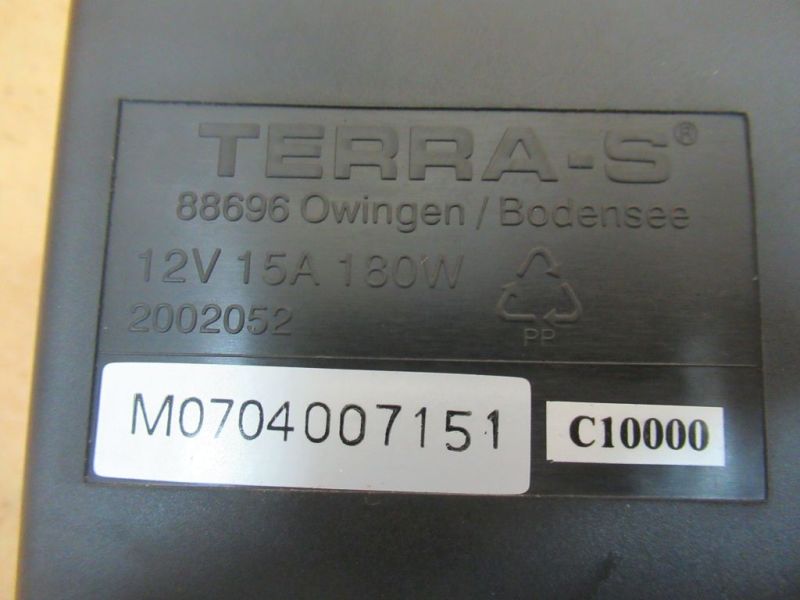 TERRA-S®
88696 Owingen / Bodensee
12V 15A 180W
2002052
PP
M0704007151
C10000